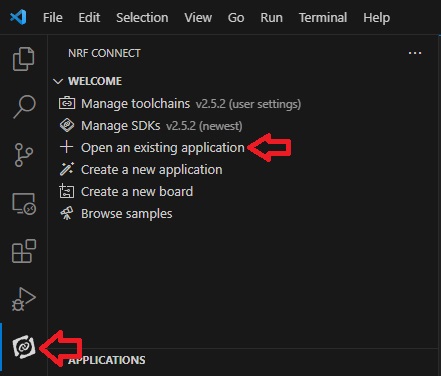 File Edit Selection View Go Run Terminal Help
NRF CONNECT
WELCOME
Manage toolchains v2.5.2 (user settings)
Manage SDKs v2.5.2 (newest)
Open an existing application
Create a new application
Create a new board
Browse samples
APPLICATIONS